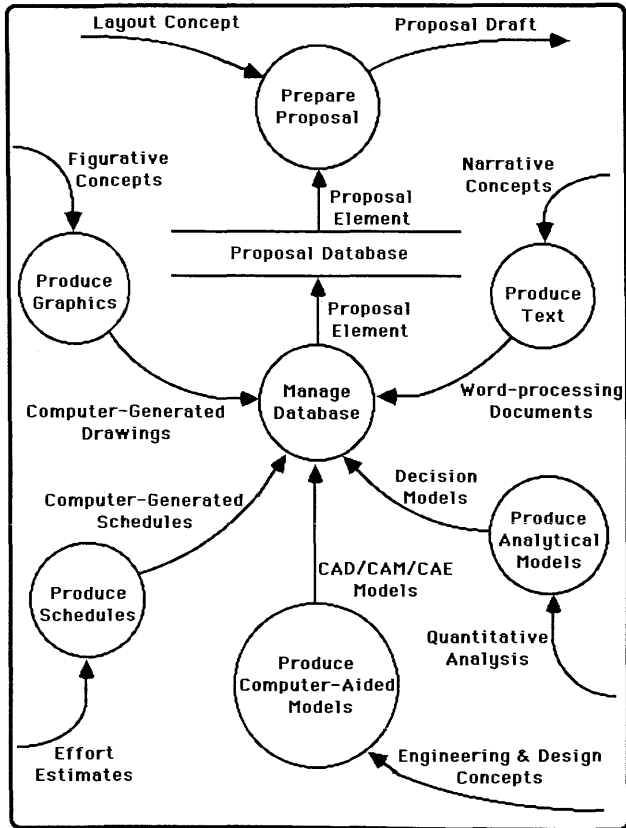 Layout Concept
Proposal Draft
Prepare
Proposal
Figurative
Concepts
Narrative
Concepts
Proposal
Element
Proposal Database
Produce
Graphics
Produce
Text
Proposal
Element
Manage
Database
Computer-Generated
Drawings
Word-processing
Documents
Decision
Models
Computer-Generated
Schedules
Produce
Analytical
Models
Produce
Schedules
CAD/CAM/CAE
Models
Quantitative
Analysis
Produce
Computer-Aided
Models
Effort
Estimates
Engineering & Design
Concepts